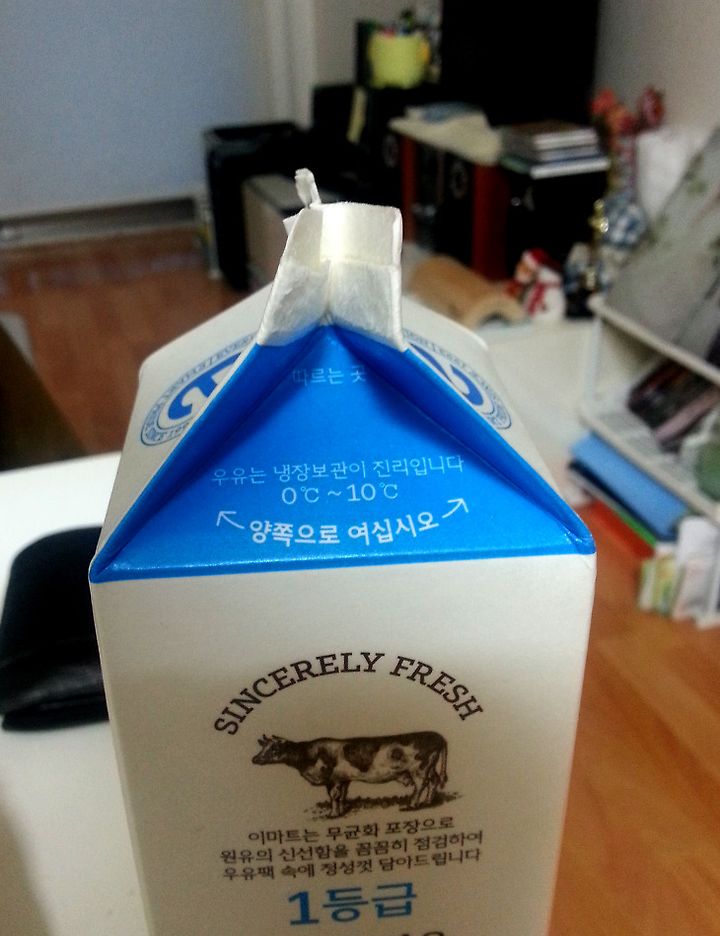 따르는 곳
우유는 냉장보관이 진리입니다
0℃ ~ 10℃
양쪽으로 여십시오
SINCERELY FRESH
이마트는 무균화 포장으로
원유의 신선함을 꼼꼼히 점검하여
우유팩 속에 정성껏 담아드립니다
1등급